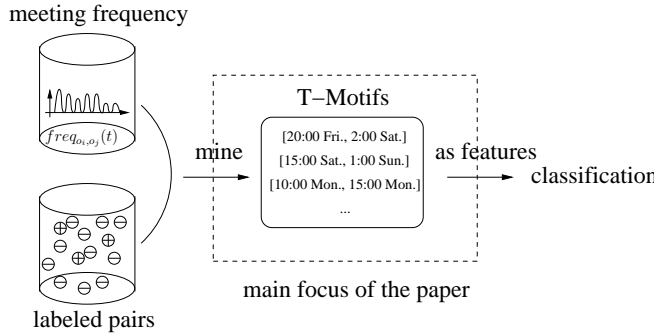 meeting frequency
freq_{o_i,o_j}(t)
labeled pairs
mine
T−Motifs
[20:00 Fri., 2:00 Sat.]
[15:00 Sat., 1:00 Sun.]
[10:00 Mon., 15:00 Mon.]
...
main focus of the paper
as features
classification